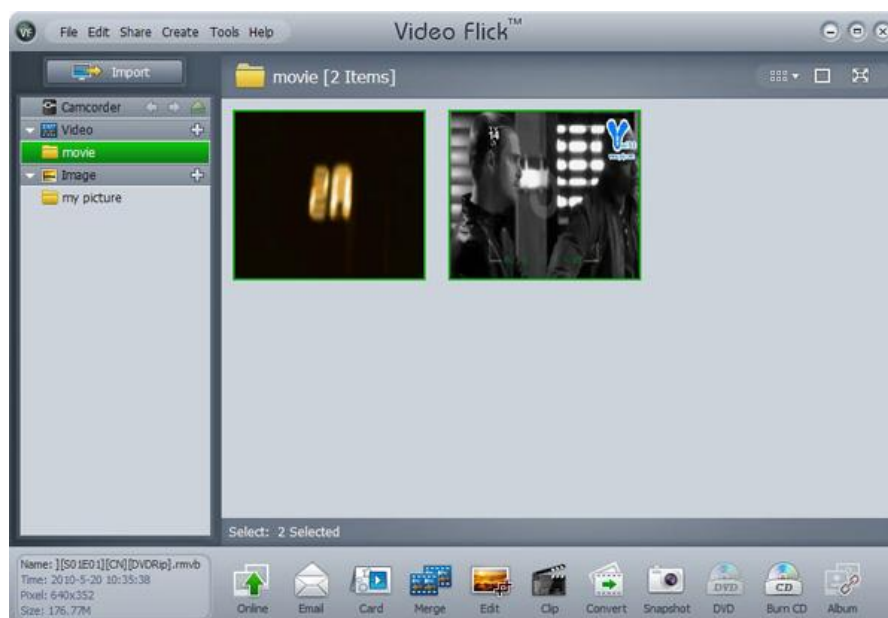 VF File Edit Share Create Tools Help Video Flick™
Import
movie [2 Items]
Camcorder
Video
movie
Image
my picture
14
Select: 2 Selected
Name: ][S01E01][CN][DVDRip].rmvb
Time: 2010-5-20 10:35:38
Pixel: 640x352
Size: 176.77M
Online Email Card Merge Edit Clip Convert Snapshot DVD Burn CD Album
DVD
CD